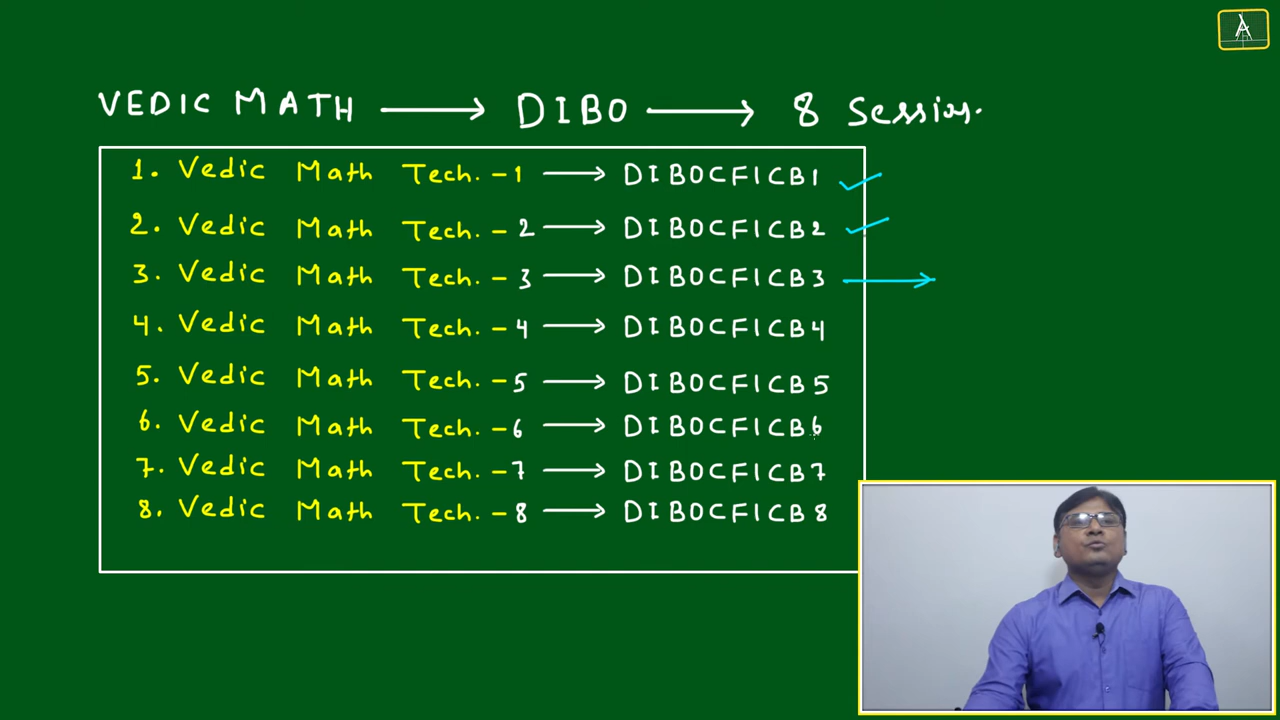 VEDIC MATH → DIBO → 8 Session.
1. Vedic Math Tech. - 1 → DIBOCFICB1
2. Vedic Math Tech. - 2 → DIBOCFICB2
3. Vedic Math Tech. - 3 → DIBOCFICB3
4. Vedic Math Tech. - 4 → DIBOCFICB4
5. Vedic Math Tech. - 5 → DIBOCFICB5
6. Vedic Math Tech. - 6 → DIBOCFICB6
7. Vedic Math Tech. - 7 → DIBOCFICB7
8. Vedic Math Tech. - 8 → DIBOCFICB8